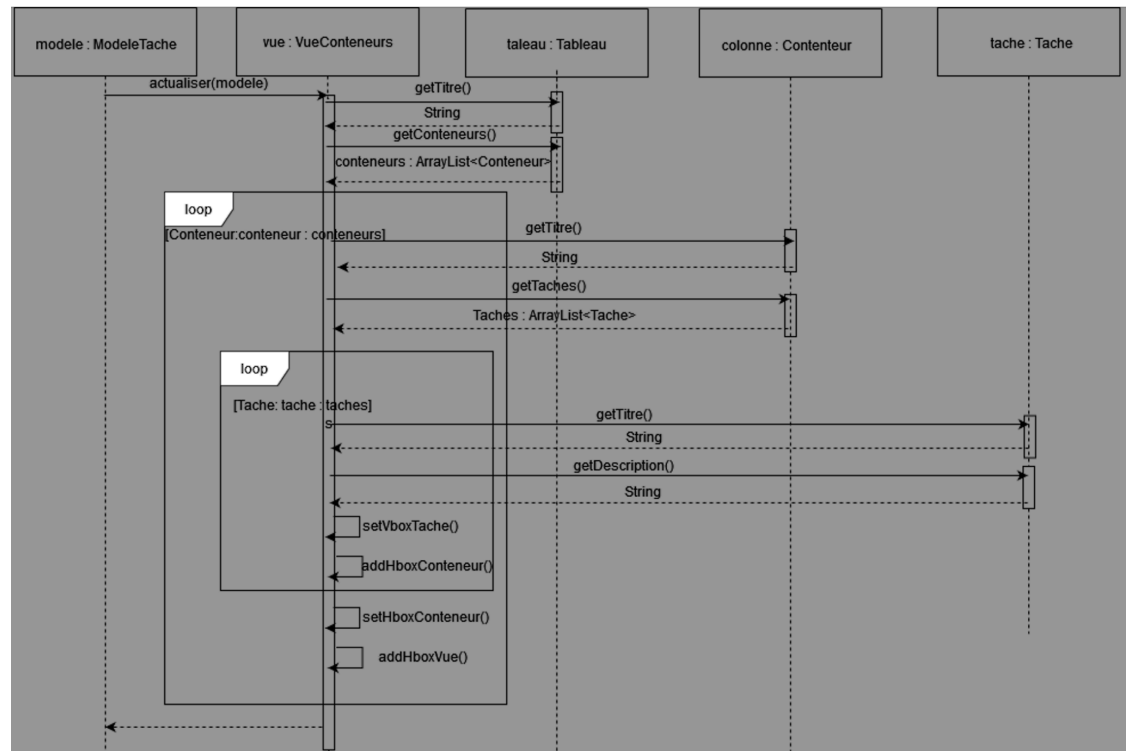 modele : ModeleTache
vue : VueConteneurs
taleau : Tableau
colonne : Contenteur
tache : Tache
actualiser(modele)
getTitre()
String
getConteneurs()
conteneurs : ArrayList<Conteneur>
loop
[Conteneur:conteneur : conteneurs]
getTitre()
String
getTaches()
Taches : ArrayList<Tache>
loop
[Tache: tache : taches]
s
getTitre()
String
getDescription()
String
setVboxTache()
addHboxConteneur()
setHboxConteneur()
addHboxVue()